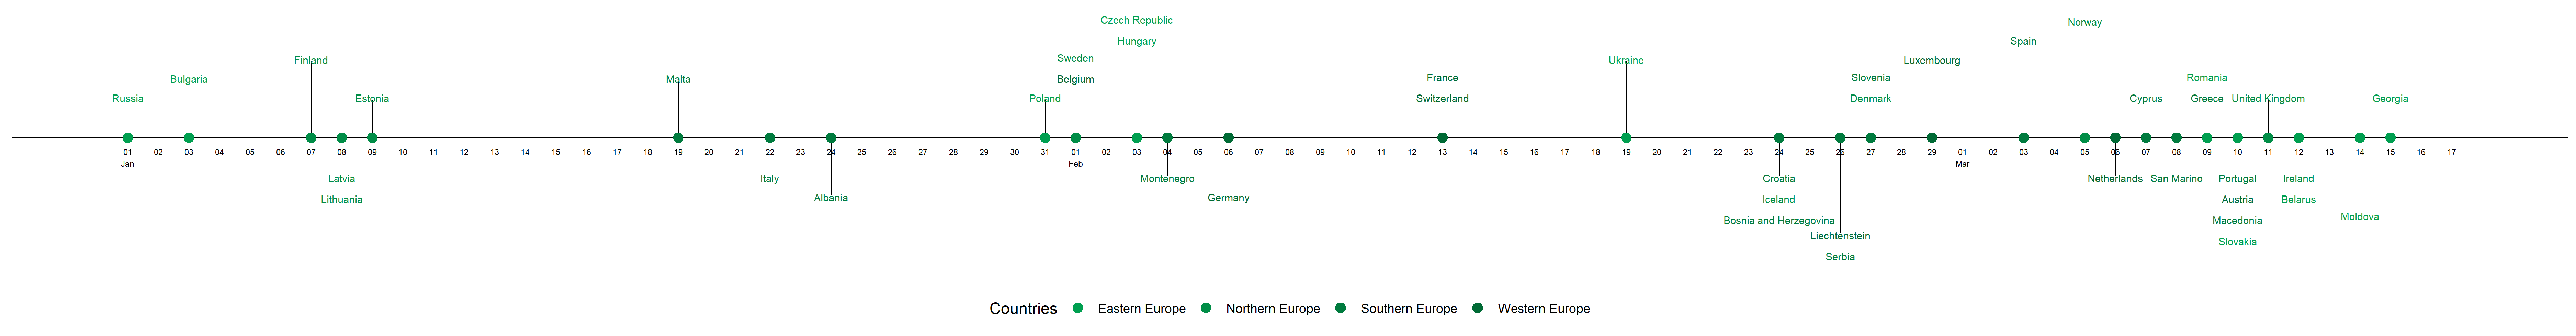 Czech Republic
Norway
Hungary
Spain
Finland
Sweden
Ukraine
Luxembourg
Bulgaria
Malta
Belgium
France
Slovenia
Romania
Russia
Estonia
Poland
Switzerland
Denmark
Cyprus
Greece
United Kingdom
Georgia
01 02 03 04 05 06 07 08 09 10 11 12 13 14 15 16 17 18 19 20 21 22 23 24 25 26 27 28 29 30 31 01 02 03 04 05 06 07 08 09 10 11 12 13 14 15 16 17 18 19 20 21 22 23 24 25 26 27 28 29 01 02 03 04 05 06 07 08 09 10 11 12 13 14 15 16 17
Jan Feb Mar
Latvia
Italy
Montenegro
Croatia
Netherlands
San Marino
Portugal
Ireland
Lithuania
Albania
Germany
Iceland
Austria
Belarus
Bosnia and Herzegovina
Macedonia
Moldova
Liechtenstein
Slovakia
Serbia
Countries Eastern Europe Northern Europe Southern Europe Western Europe